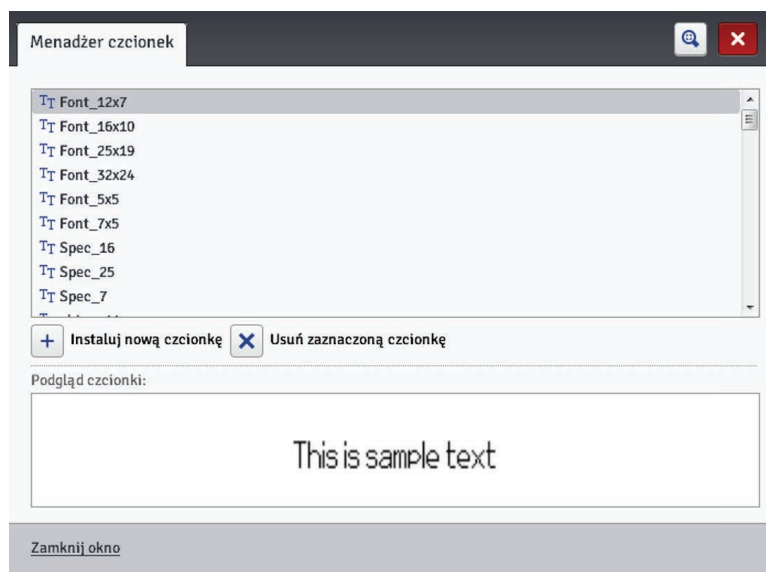 Menadżer czcionek
Font_12x7
Font_16x10
Font_25x19
Font_32x24
Font_5x5
Font_7x5
Spec_16
Spec_25
Spec_7
Instaluj nową czcionkę Usuń zaznaczoną czcionkę
Podgląd czcionki:
This is sample text
Zamknij okno